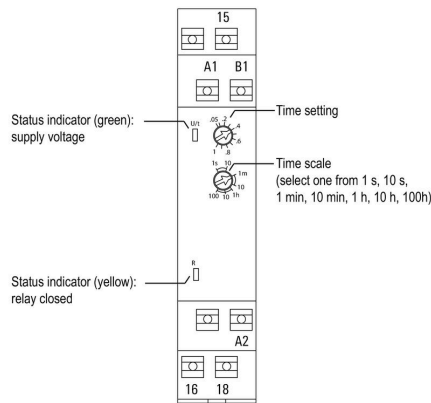 15
A1 B1
Status indicator (green):
supply voltage
U/t
.05 .2 .4 .6 .8 1
Time setting
1s 10 1m 10 1h 10 100
Time scale
(select one from 1 s, 10 s,
1 min, 10 min, 1 h, 10 h, 100h)
R
Status indicator (yellow):
relay closed
A2
16 18